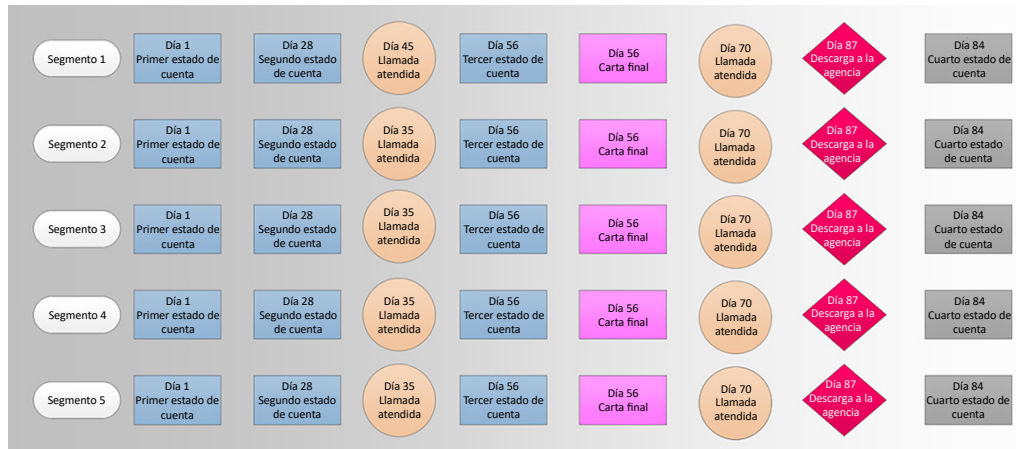 Segmento 1
Día 1
Primer estado de
cuenta
Día 28
Segundo estado
de cuenta
Día 45
Llamada
atendida
Día 56
Tercer estado de
cuenta
Día 56
Carta final
Día 70
Llamada
atendida
Día 87
Descarga a la
agencia
Día 84
Cuarto estado de
cuenta
Segmento 2
Día 1
Primer estado de
cuenta
Día 28
Segundo estado
de cuenta
Día 35
Llamada
atendida
Día 56
Tercer estado de
cuenta
Día 56
Carta final
Día 70
Llamada
atendida
Día 87
Descarga a la
agencia
Día 84
Cuarto estado
de cuenta
Segmento 3
Día 1
Primer estado de
cuenta
Día 28
Segundo estado
de cuenta
Día 35
Llamada
atendida
Día 56
Tercer estado de
cuenta
Día 56
Carta final
Día 70
Llamada
atendida
Día 87
Descarga a la
agencia
Día 84
Cuarto estado
de cuenta
Segmento 4
Día 1
Primer estado de
cuenta
Día 28
Segundo estado
de cuenta
Día 35
Llamada
atendida
Día 56
Tercer estado de
cuenta
Día 56
Carta final
Día 70
Llamada
atendida
Día 87
Descarga a la
agencia
Día 84
Cuarto estado de
cuenta
Segmento 5
Día 1
Primer estado de
cuenta
Día 28
Segundo estado
de cuenta
Día 35
Llamada
atendida
Día 56
Tercer estado de
cuenta
Día 56
Carta final
Día 70
Llamada
atendida
Día 87
Descarga a la
agencia
Día 84
Cuarto estado de
cuenta